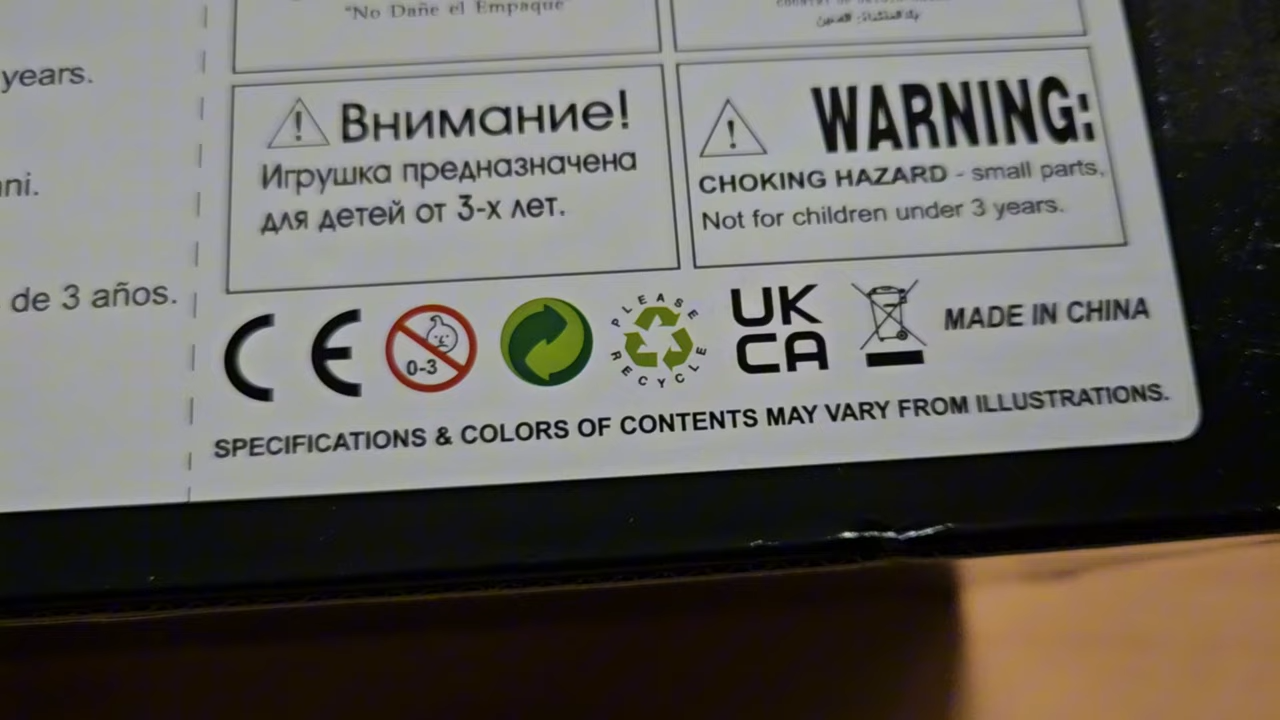 "No Dañe el Empaque"
years.
Внимание!
Игрушка предназначена
для детей от 3-х лет.
WARNING:
CHOKING HAZARD - small parts,
Not for children under 3 years.
ni.
de 3 años.
CE
0-3
PLEASE
RECYCLE
UK
CA
MADE IN CHINA
SPECIFICATIONS & COLORS OF CONTENTS MAY VARY FROM ILLUSTRATIONS.